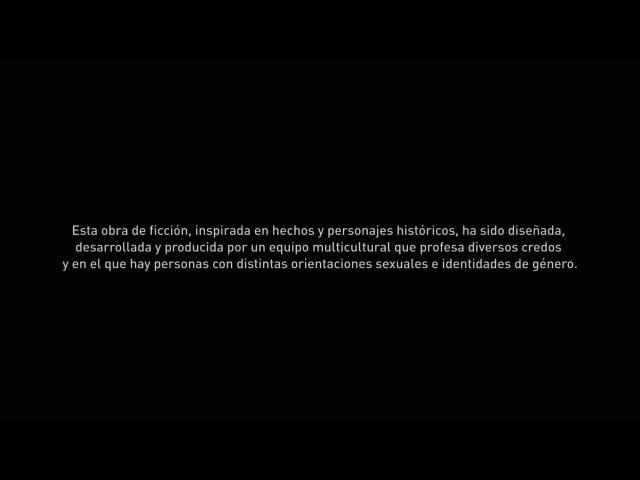 Esta obra de ficción, inspirada en hechos y personajes históricos, ha sido diseñada,
desarrollada y producida por un equipo multicultural que profesa diversos credos
y en el que hay personas con distintas orientaciones sexuales e identidades de género.